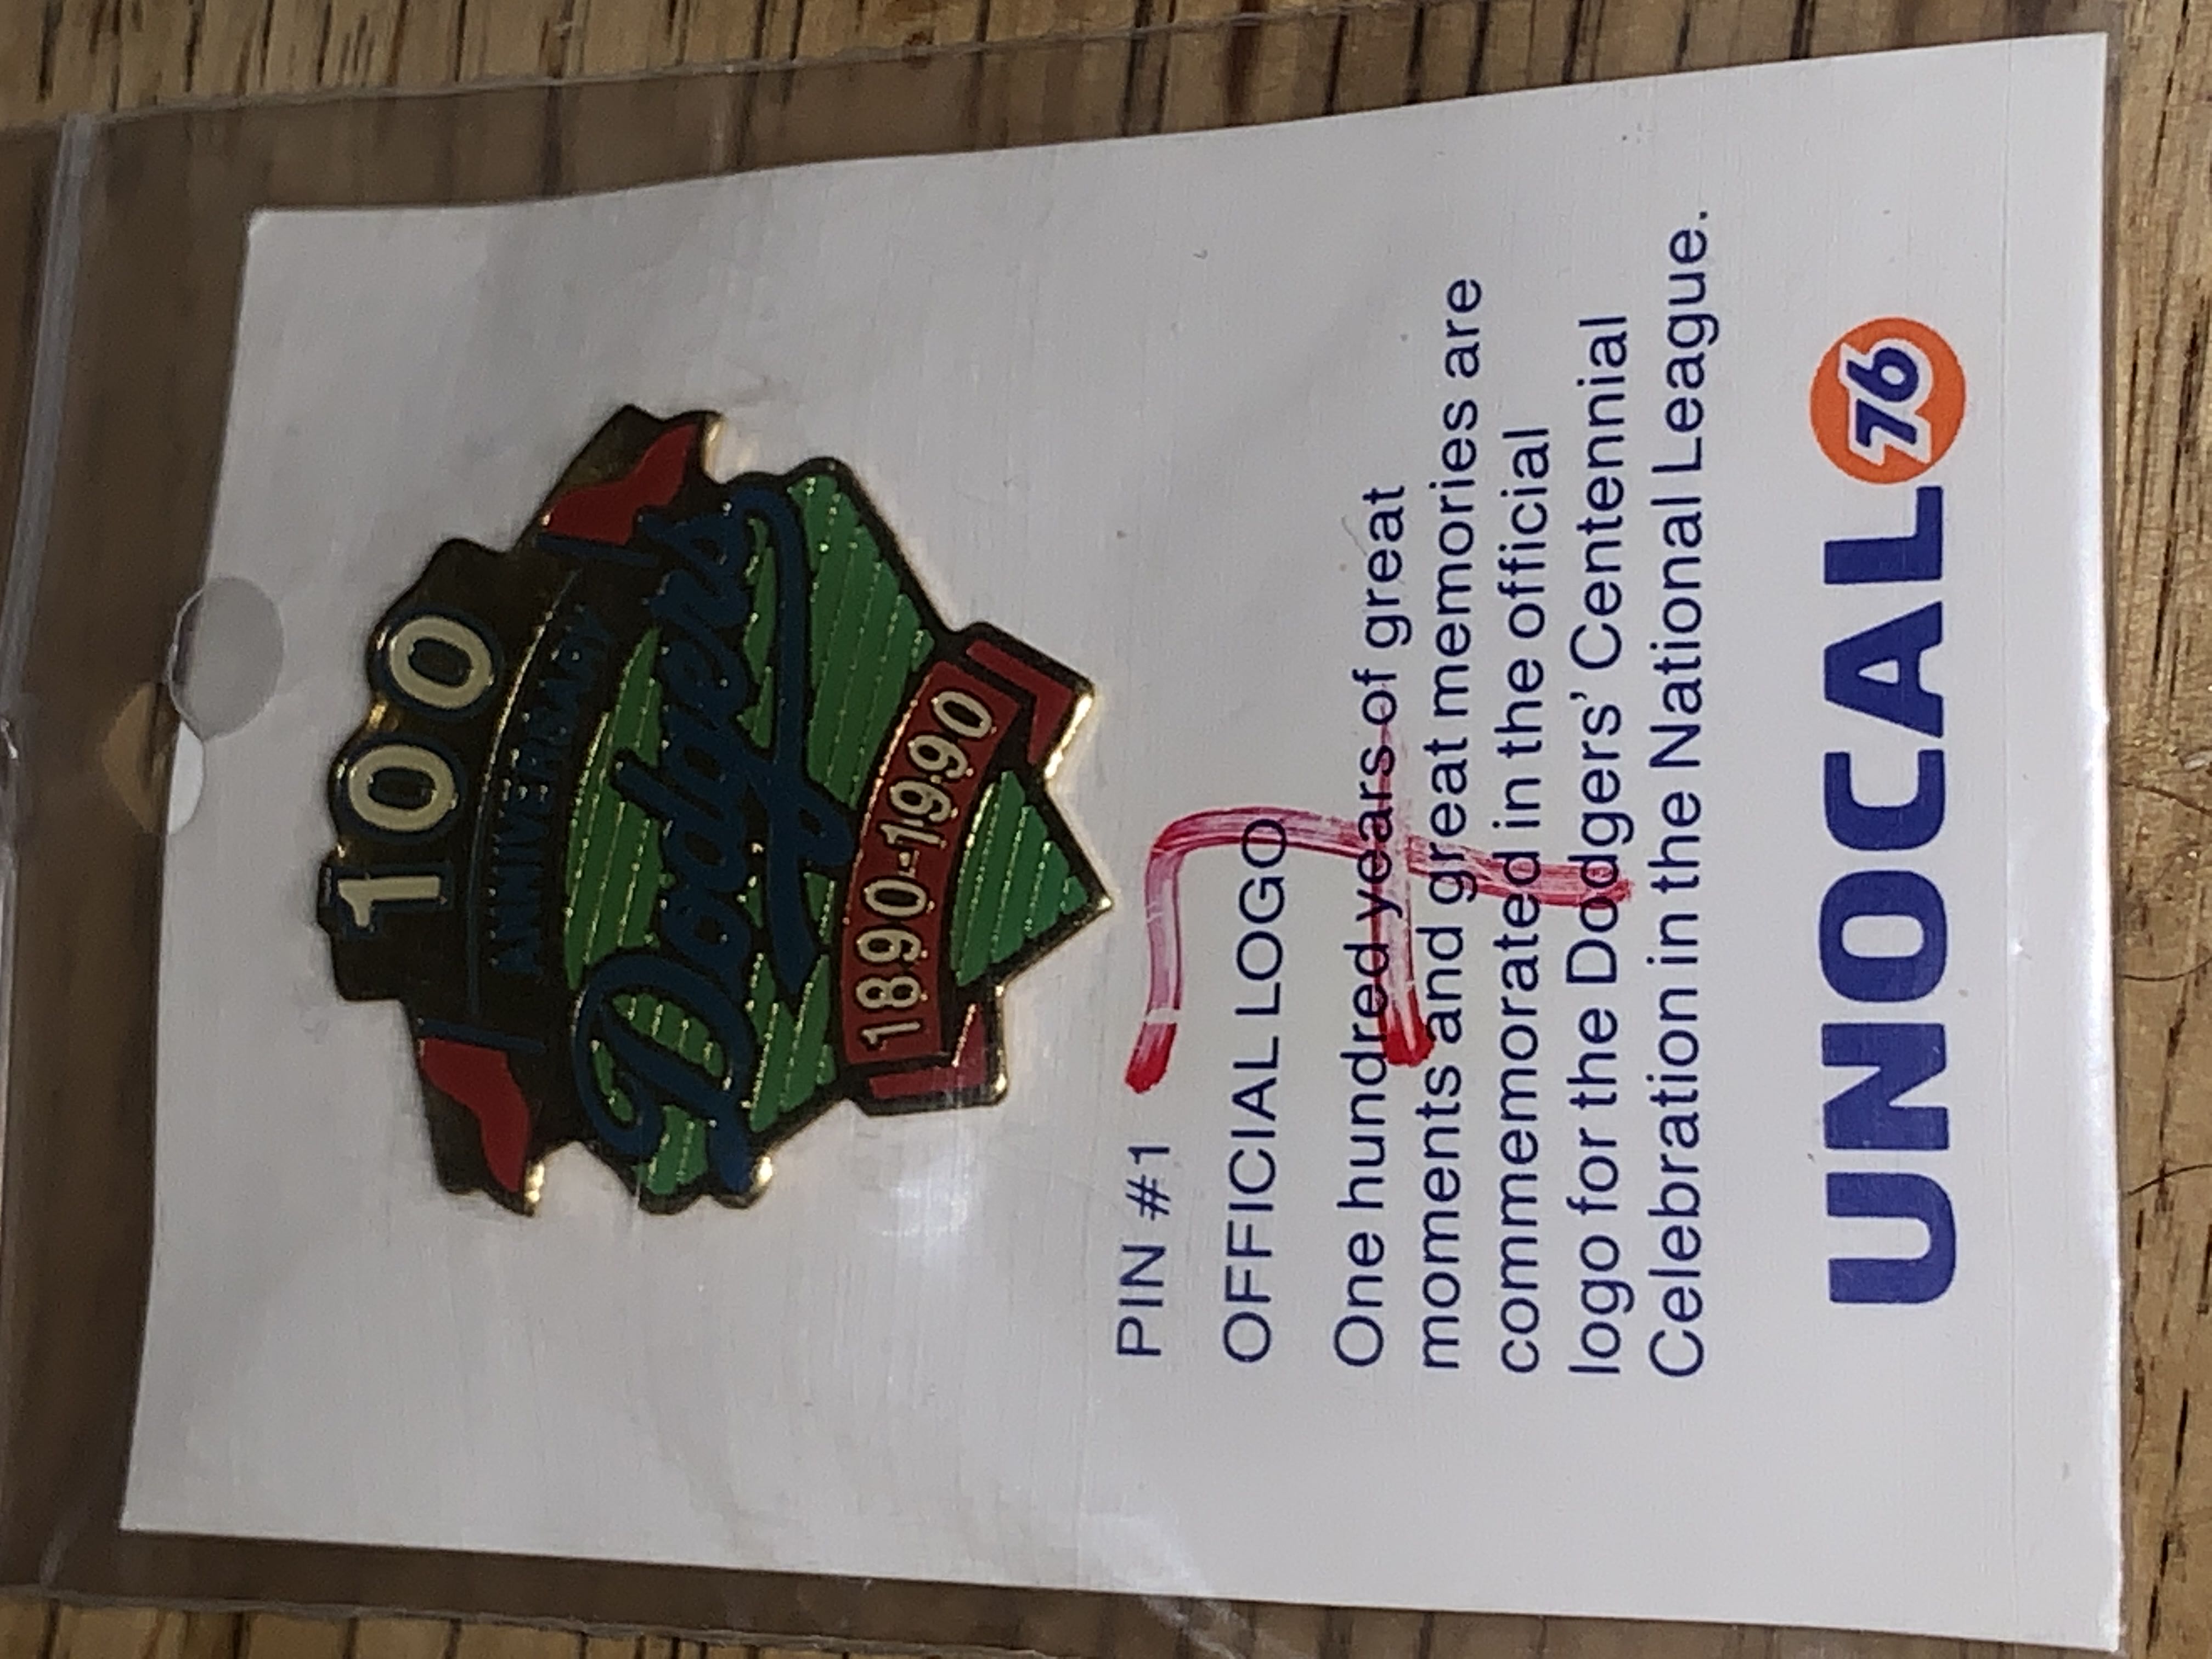 100
ANNIVERSARY
Dodgers
1890-1990
PIN #1
OFFICIAL LOGO
One hundred years of great
moments and great memories are
commemorated in the official
logo for the Dodgers' Centennial
Celebration in the National League.
UNOCAL 76